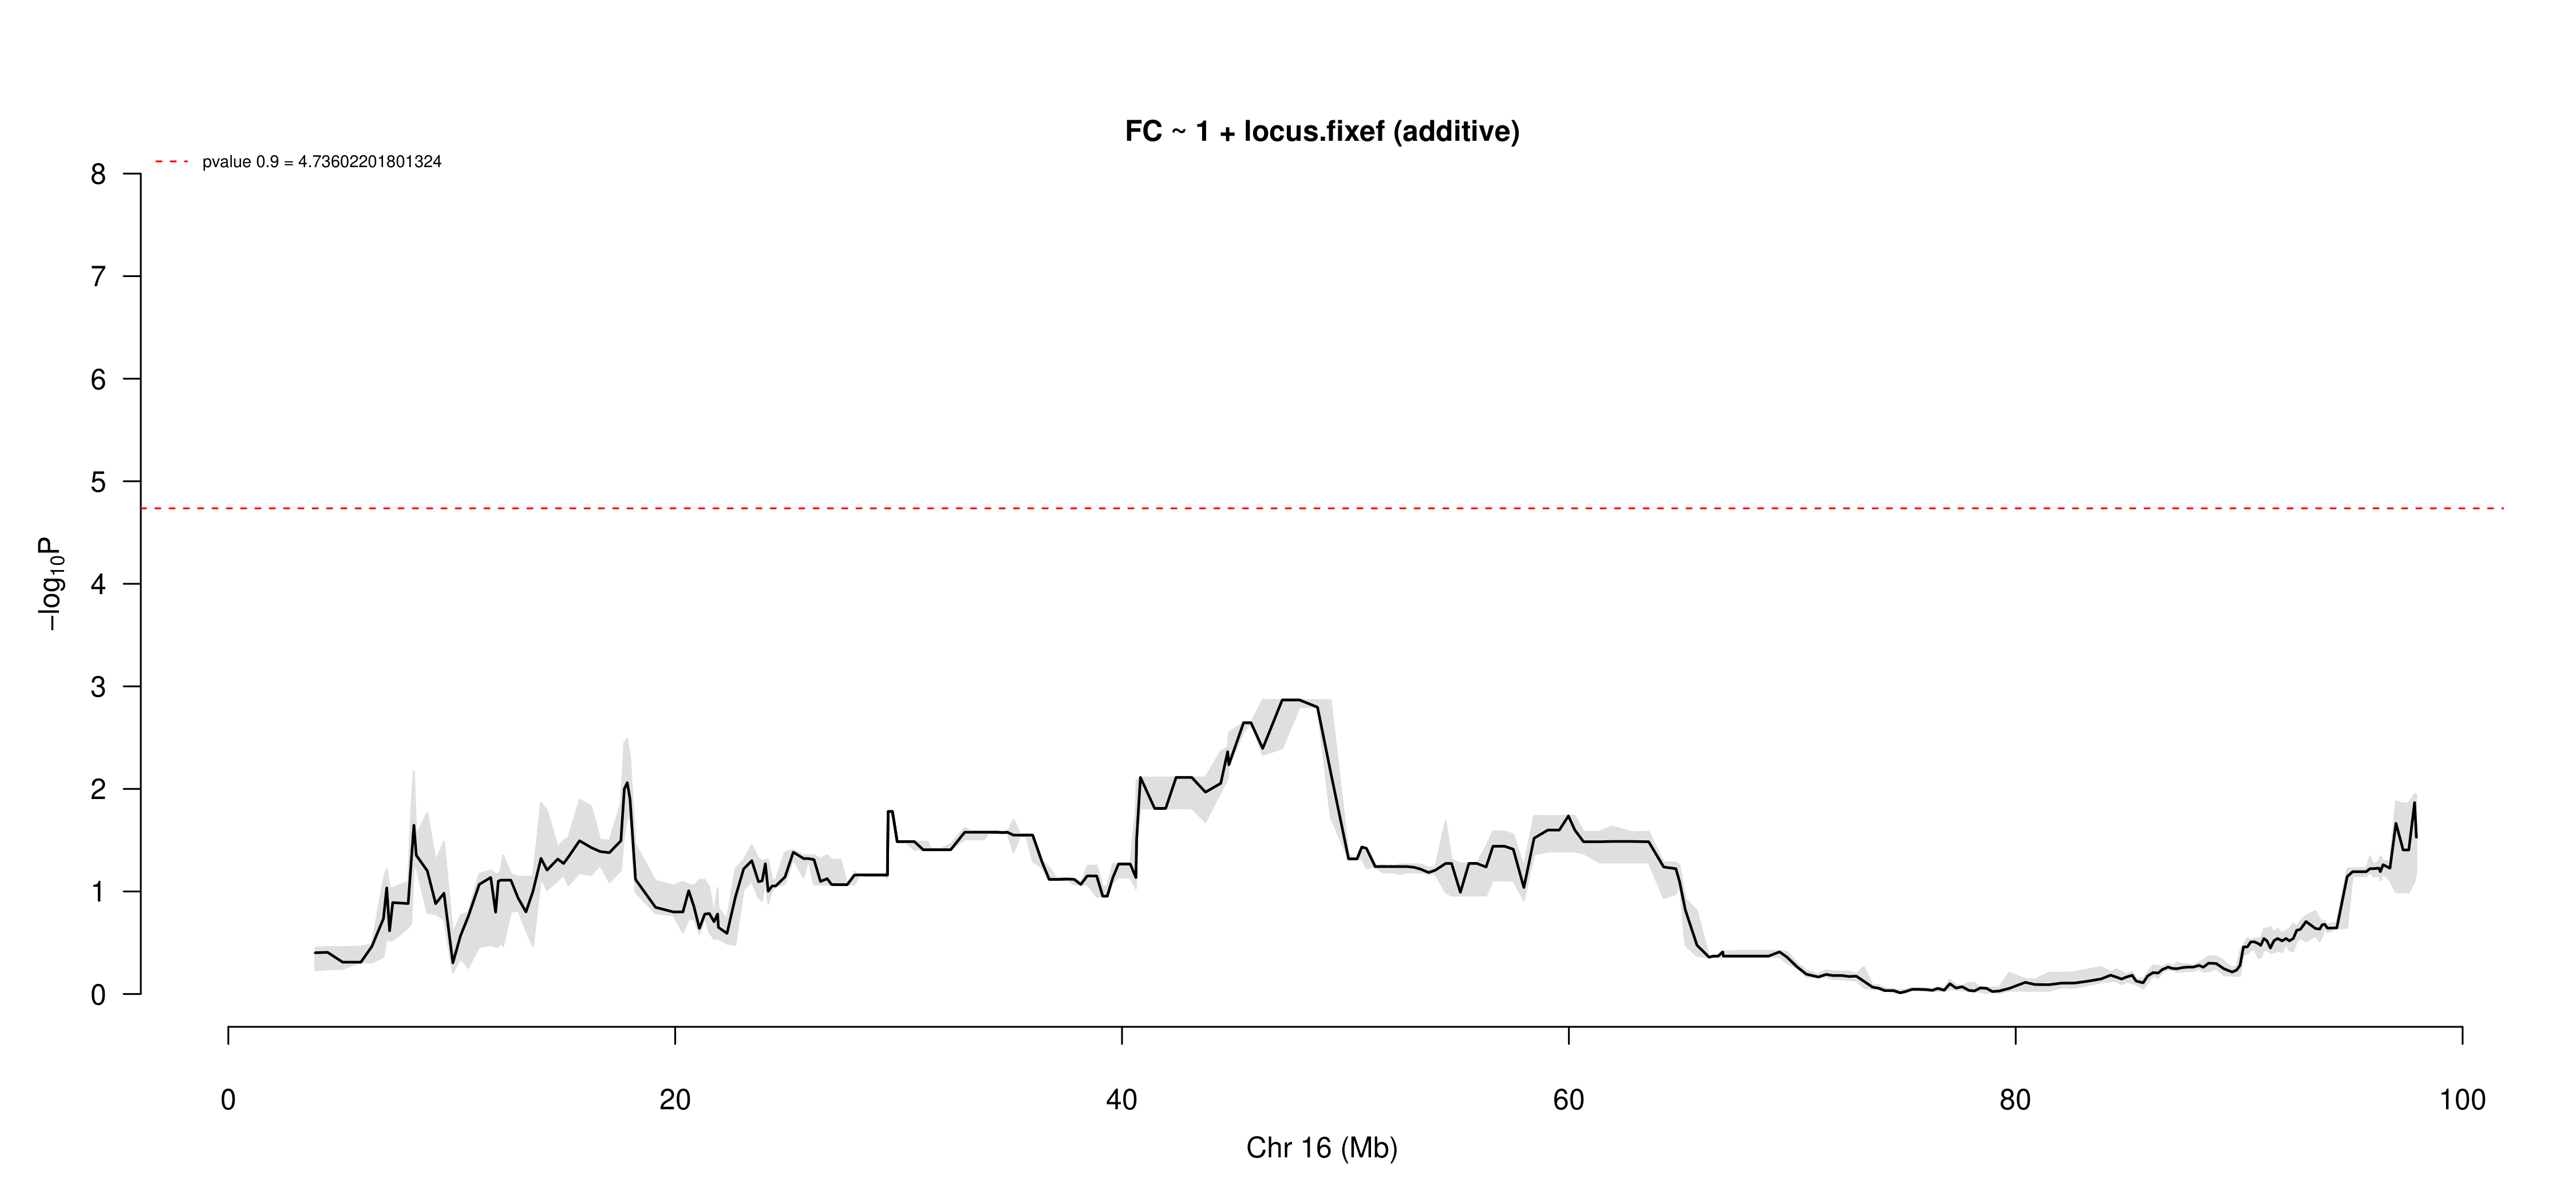 FC ~ 1 + locus.fixef (additive)
pvalue 0.9 = 4.73602201801324
8
7
6
5
4
3
2
1
0
−log10P
0 20 40 60 80 100
Chr 16 (Mb)